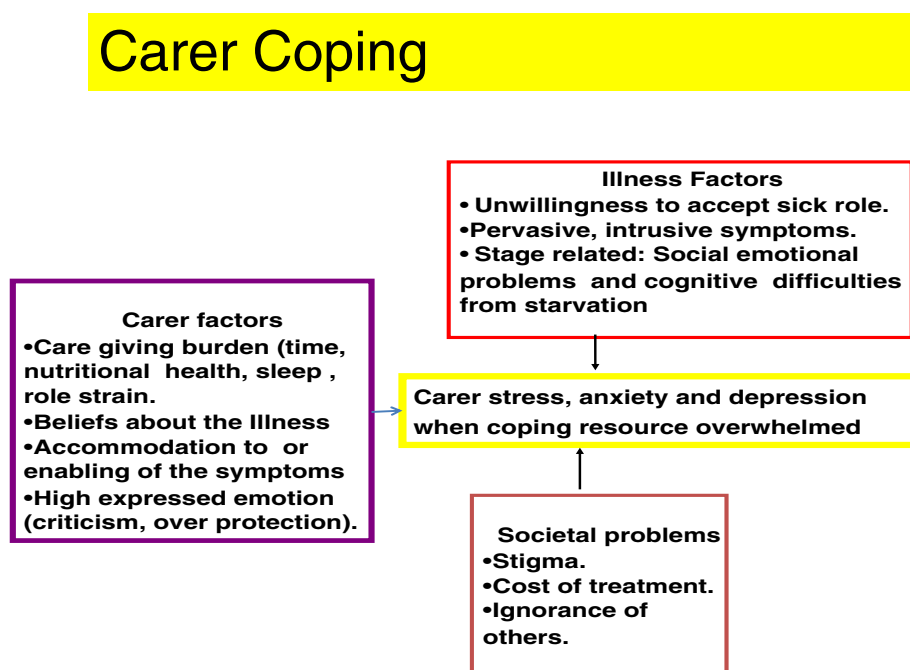 Carer Coping
Illness Factors
• Unwillingness to accept sick role.
•Pervasive, intrusive symptoms.
• Stage related: Social emotional
problems and cognitive difficulties
from starvation
Carer factors
•Care giving burden (time,
nutritional health, sleep ,
role strain.
•Beliefs about the Illness
•Accommodation to or
enabling of the symptoms
•High expressed emotion
(criticism, over protection).
Carer stress, anxiety and depression
when coping resource overwhelmed
Societal problems
•Stigma.
•Cost of treatment.
•Ignorance of
others.